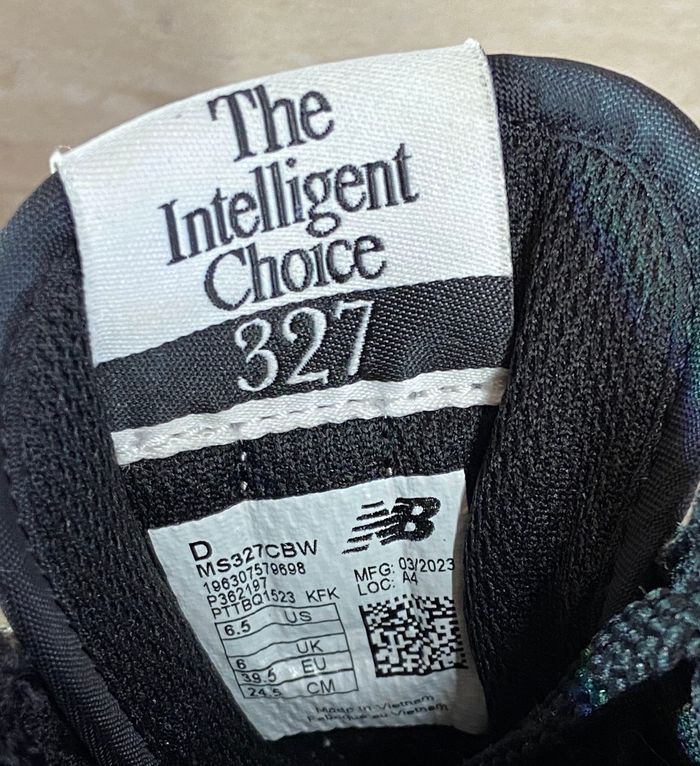 The
Intelligent
Choice
327
D
MS327CBW
196307579698
P362197
PTTBQ1523 KFK
6.5 US
6 UK
39.5 EU
24.5 CM
NB
MFG: 03/2023
LOC: A4
Made in Vietnam
Fabriqué au Vietnam